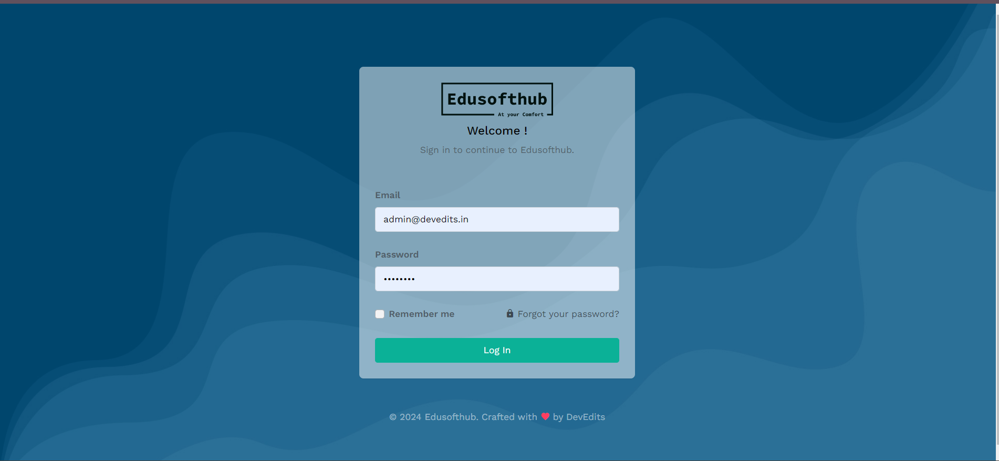 Edusofthub
At your Comfort
Welcome !
Sign in to continue to Edusofthub.
Email
admin@devedits.in
Password
••••••••
Remember me
Forgot your password?
Log In
© 2024 Edusofthub. Crafted with ❤ by DevEdits